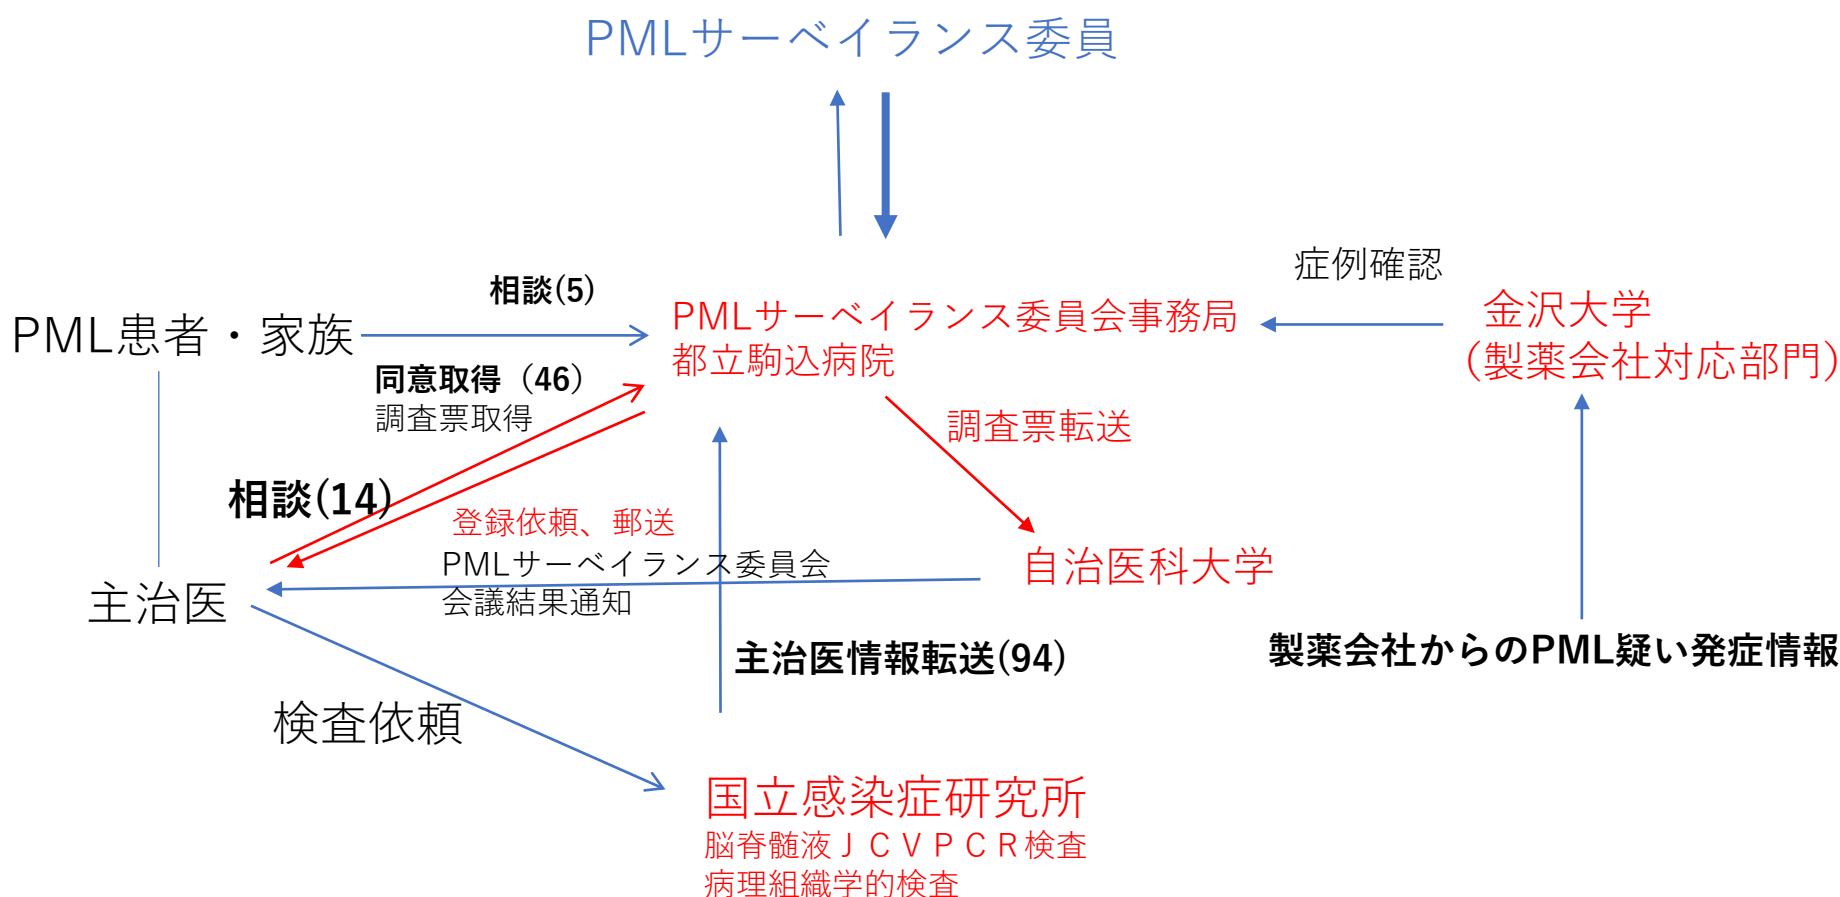 PMLサーベイランス委員
症例確認
相談(5)
PML患者・家族
PMLサーベイランス委員会事務局
都立駒込病院
金沢大学
（製薬会社対応部門）
同意取得（46）
調査票取得
調査票転送
相談(14)
登録依頼、郵送
PMLサーベイランス委員会
会議結果通知
自治医科大学
主治医
主治医情報転送(94)
製薬会社からのPML疑い発症情報
検査依頼
国立感染症研究所
脳脊髄液ＪＣＶＰＣＲ検査
病理組織学的検査